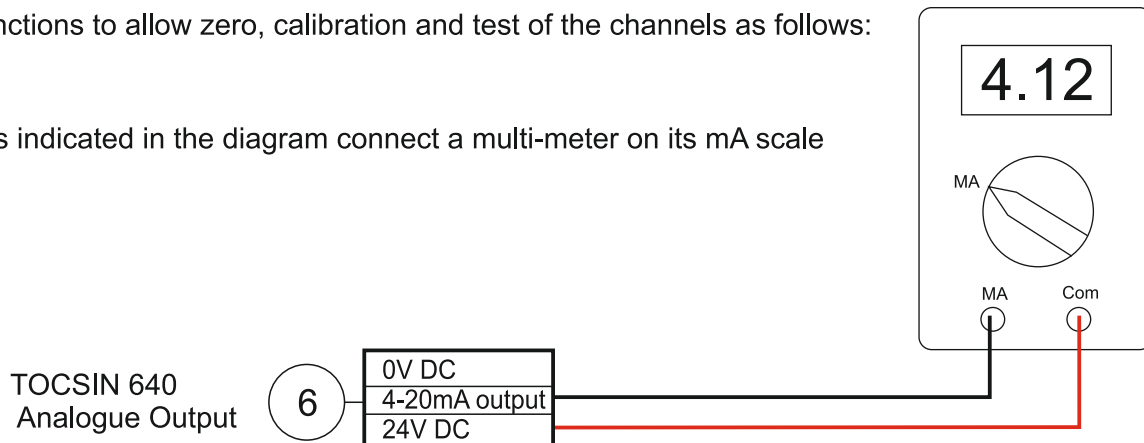 to allow zero, calibration and test of the channels as follows:
4.12
indicated in the diagram connect a multi-meter on its mA scale
MA
MA Com
0V DC
TOCSIN 640
6
4-20mA output
Analogue Output
24V DC